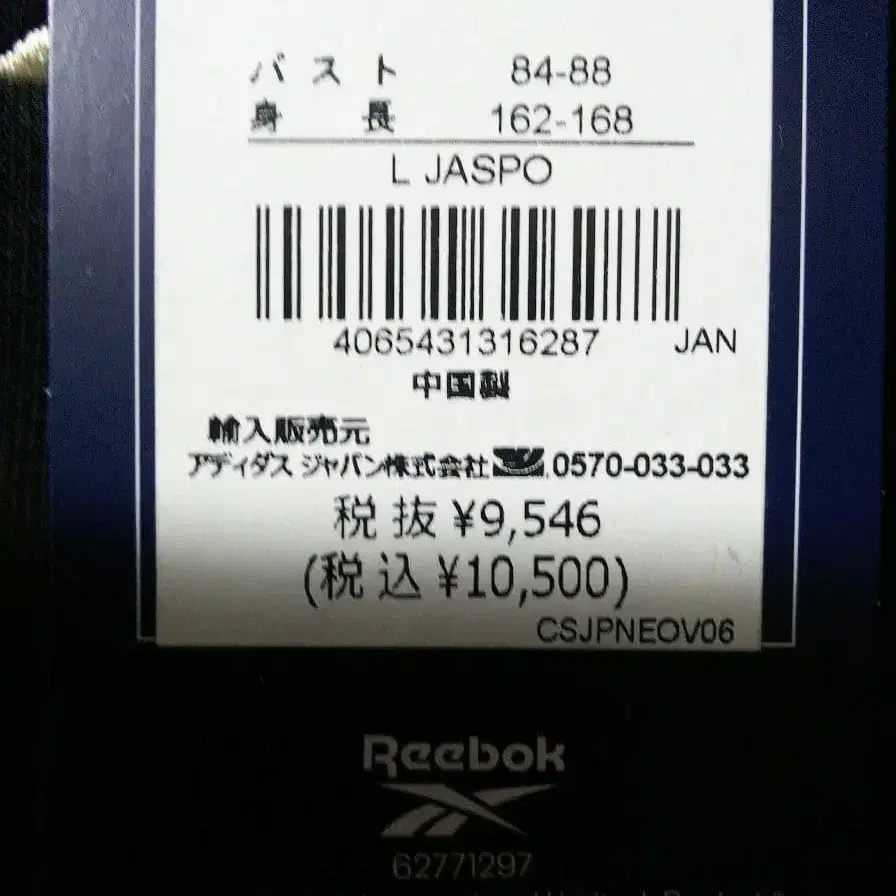 バスト 84-88
身長 162-168
L JASPO
4065431316287 JAN
中国製
輸入販売元
アディダス ジャパン株式会社 0570-033-033
税抜 ¥9,546
(税込 ¥10,500)
CSJPNEOV06
Reebok
62771297